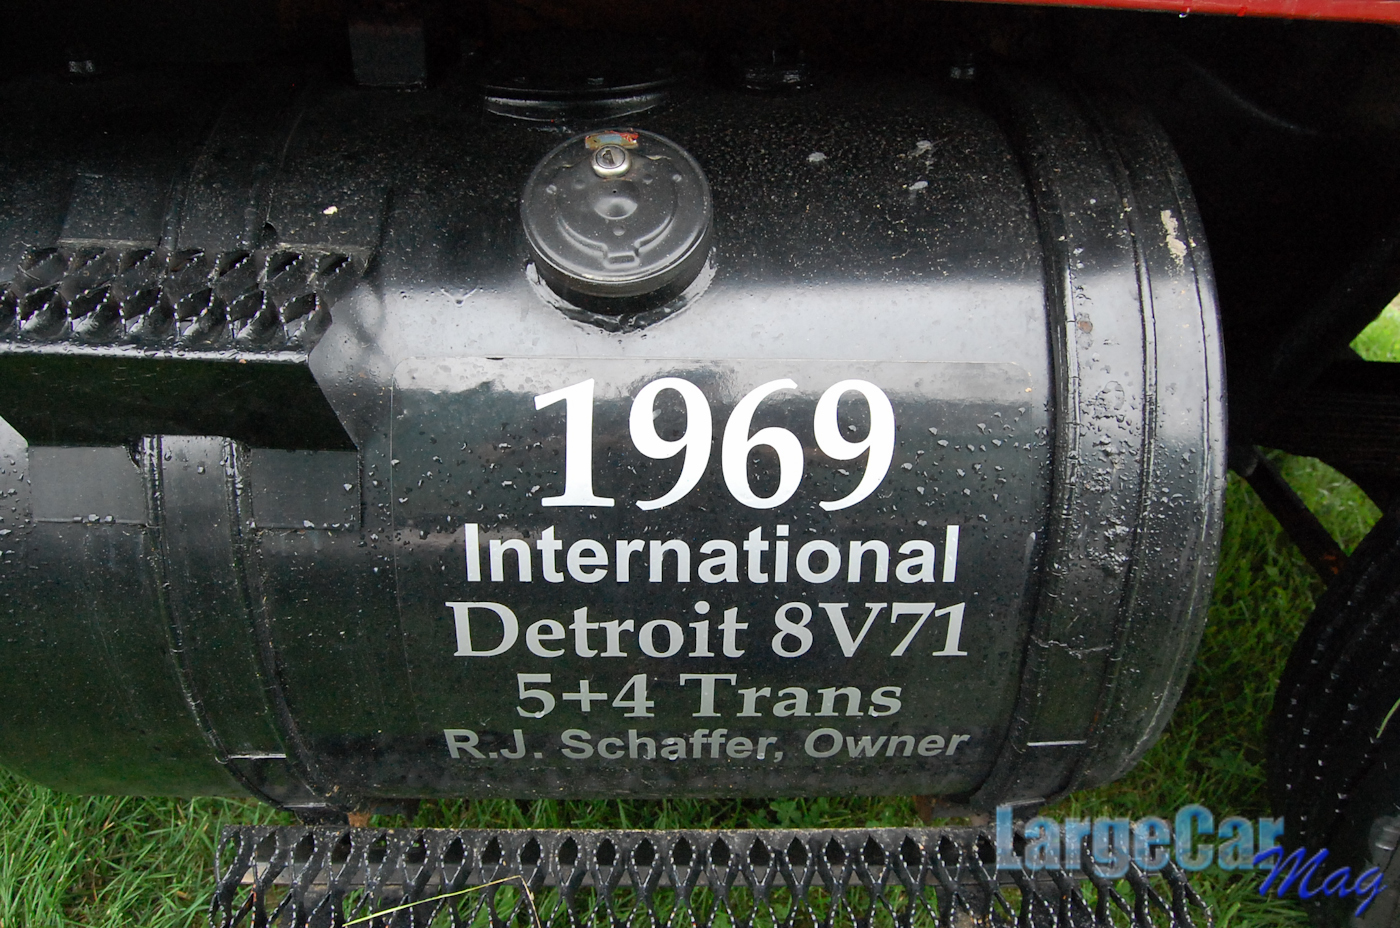 1969
International
Detroit 8V71
5+4 Trans
R.J. Schaffer, Owner
LargeCar
Mag